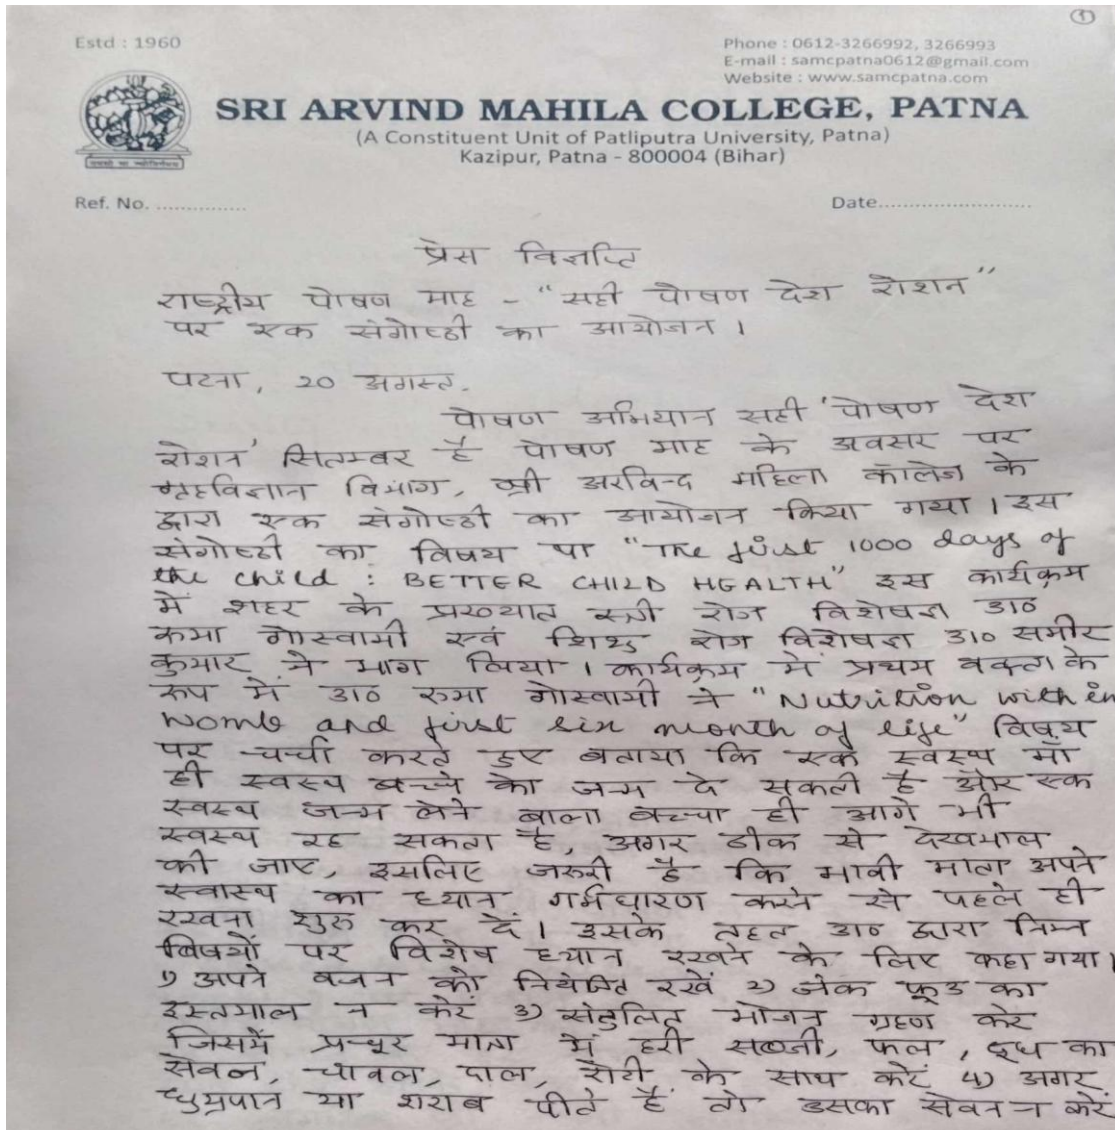 ①
Estd : 1960
Phone : 0612-3266992, 3266993
E-mail : samcpatna0612@gmail.com
Website : www.samcpatna.com
SRI ARVIND MAHILA COLLEGE, PATNA
(A Constituent Unit of Patliputra University, Patna)
Kazipur, Patna - 800004 (Bihar)
Ref. No. ...............
Date..........................
प्रेस विज्ञप्ति
राष्ट्रीय पोषण माह - "सही पोषण देश रोशन"
पर एक संगोष्ठी का आयोजन ।
पटना, 20 अगस्त.
पोषण अभियान सही 'पोषण देश
रोशन' सितम्बर है पोषण माह के अवसर पर
गृहविज्ञान विभाग, श्री अरविन्द महिला कॉलेज के
द्वारा एक संगोष्ठी का आयोजन किया गया । इस
संगोष्ठी का विषय था "The first 1000 days of
the child : BETTER CHILD HEALTH" इस कार्यक्रम
में शहर के प्रख्यात स्त्री रोग विशेषज्ञ डा०
रूमा गोस्वामी एवं शिशु रोग विशेषज्ञ डा० समीर
कुमार ने भाग लिया । कार्यक्रम में प्रथम वक्ता के
रूप में डा० रुमा गोस्वामी ने "Nutrition with in
womb and first six month of life" विषय
पर चर्चा करते हुए बताया कि एक स्वस्थ माँ
ही स्वस्थ बच्चे को जन्म दे सकती है और एक
स्वस्थ जन्म लेने बाला बच्चा ही आगे भी
स्वस्थ रह सकता है, अगर ठीक से देखभाल
की जाए, इसलिए जरुरी है कि भावी माता अपने
स्वास्थ का ध्यान गर्भधारण करने से पहले ही
रखना शुरु कर दें । इसके तहत डा० द्वारा निम्न
बिषयों पर विशेष ध्यान रखने के लिए कहा गया ।
1) अपने वजन को नियंत्रित रखें 2) जंक फूड का
इस्तमाल न करें 3) संतुलित भोजन ग्रहण करें
जिसमें प्रचूर मात्रा में हरी सब्जी, फल, दूध का
सेवन, चावल, दाल, रोटी के साथ करें 4) अगर
धुम्रपान या शराब पीते हैं तो उसका सेवन न करें